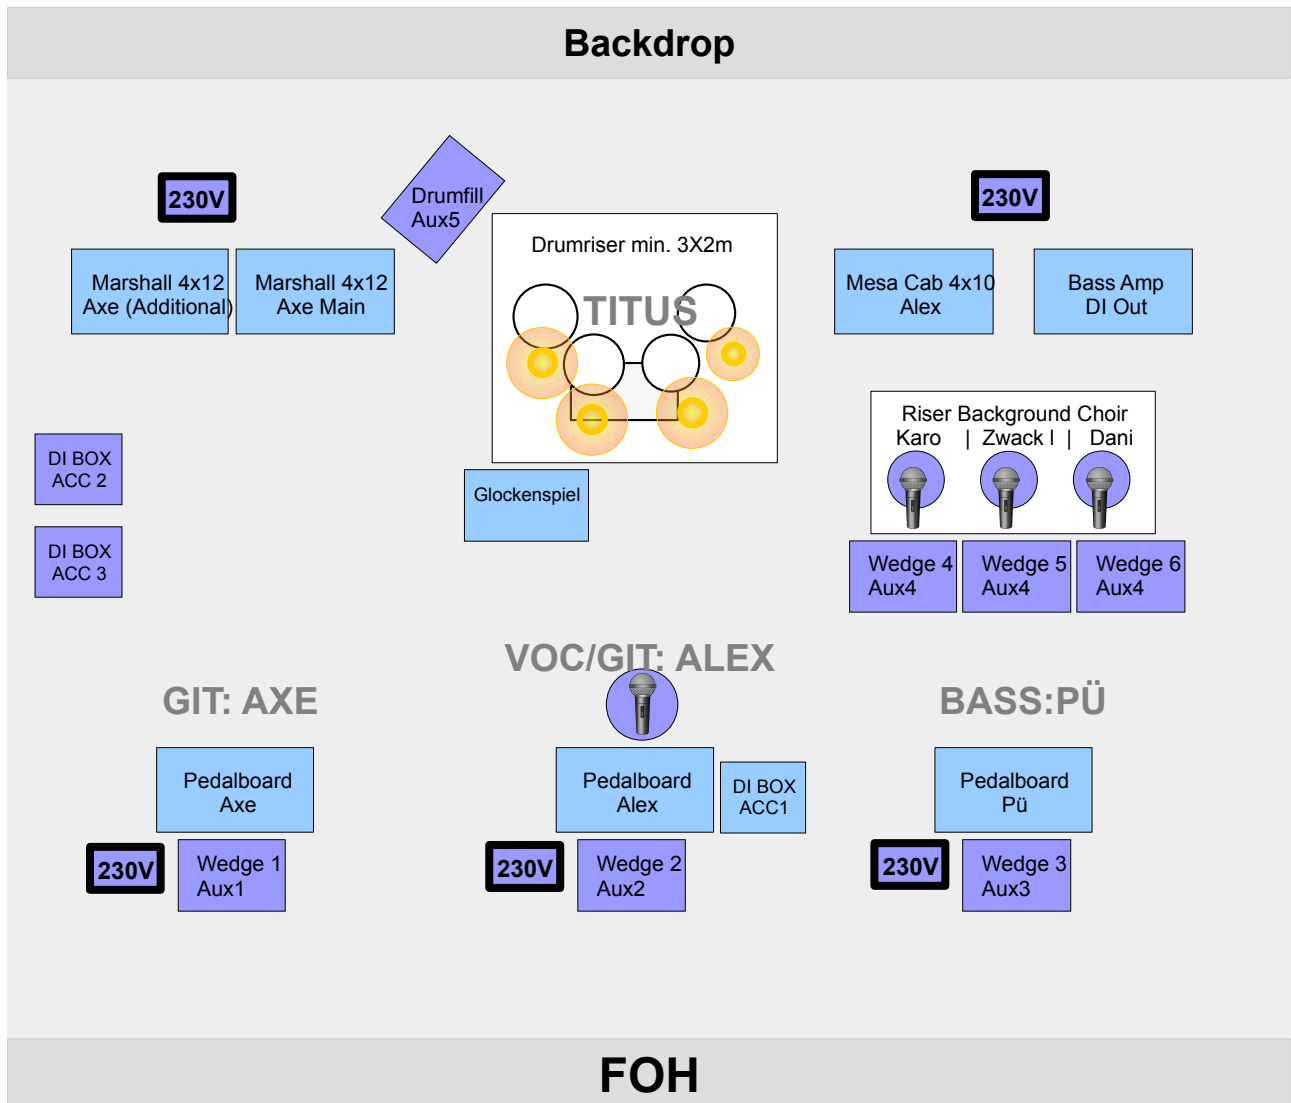 Backdrop
230V
Drumfill
Aux5
230V
Marshall 4x12
Axe (Additional)
Marshall 4x12
Axe Main
Drumriser min. 3X2m
TITUS
Mesa Cab 4x10
Alex
Bass Amp
DI Out
Riser Background Choir
Karo | Zwack l | Dani
DI BOX
ACC 2
Glockenspiel
DI BOX
ACC 3
Wedge 4
Aux4
Wedge 5
Aux4
Wedge 6
Aux4
VOC/GIT: ALEX
GIT: AXE
BASS:PÜ
Pedalboard
Axe
Pedalboard
Alex
DI BOX
ACC1
Pedalboard
Pü
230V
Wedge 1
Aux1
230V
Wedge 2
Aux2
230V
Wedge 3
Aux3
FOH